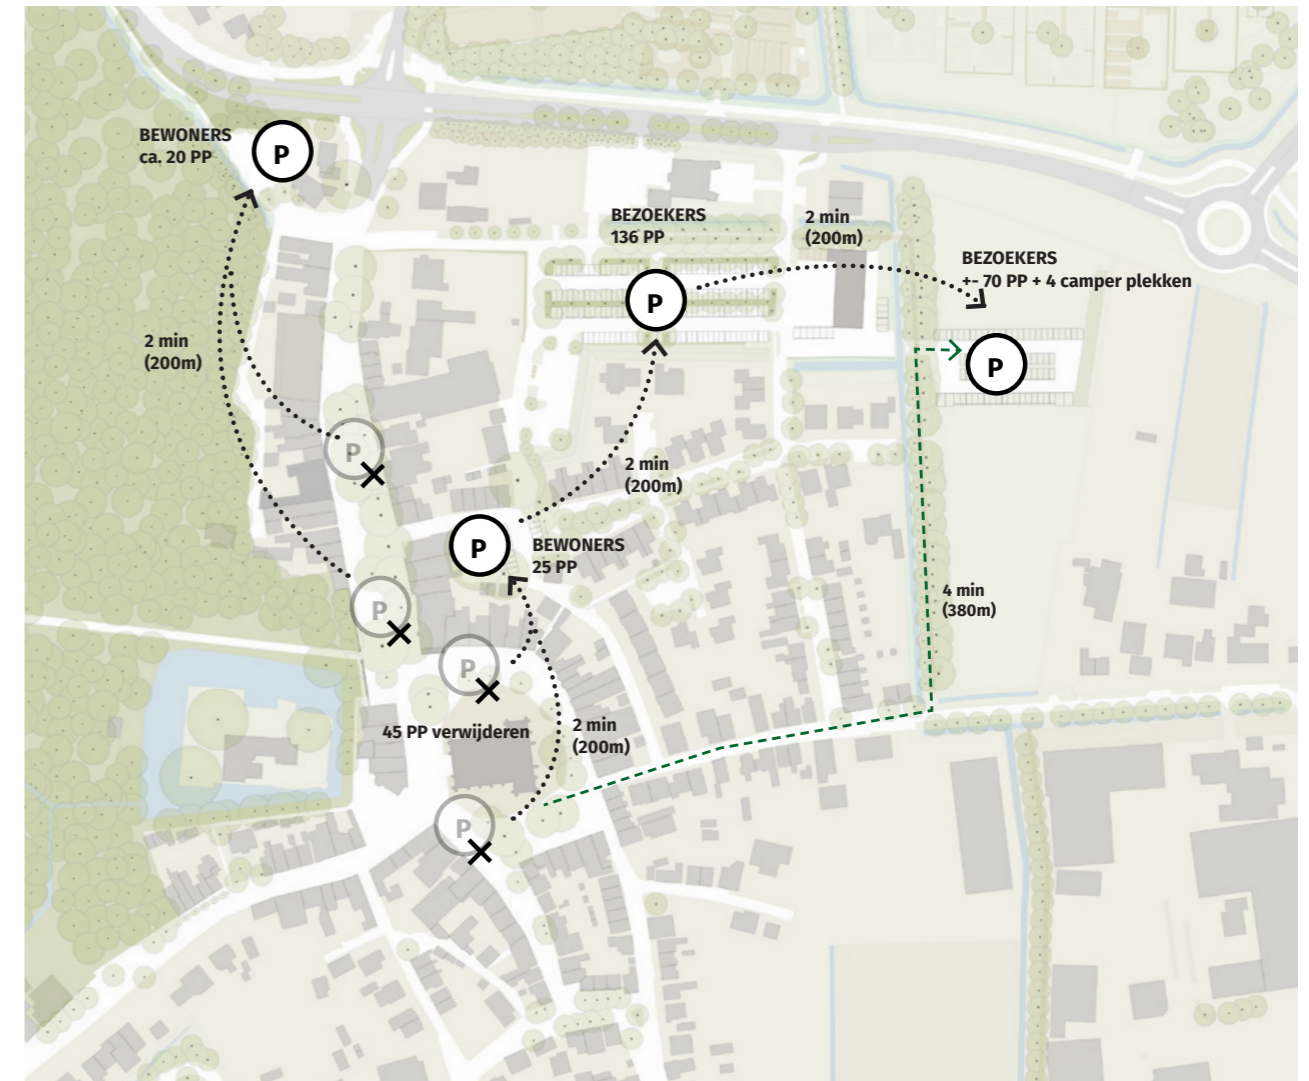 BEWONERS
ca. 20 PP
P
BEZOEKERS
136 PP
2 min
(200m)
BEZOEKERS
+- 70 PP + 4 camper plekken
P
2 min
(200m)
P
P
2 min
(200m)
P
BEWONERS
25 PP
4 min
(380m)
P
P
45 PP verwijderen
2 min
(200m)
P